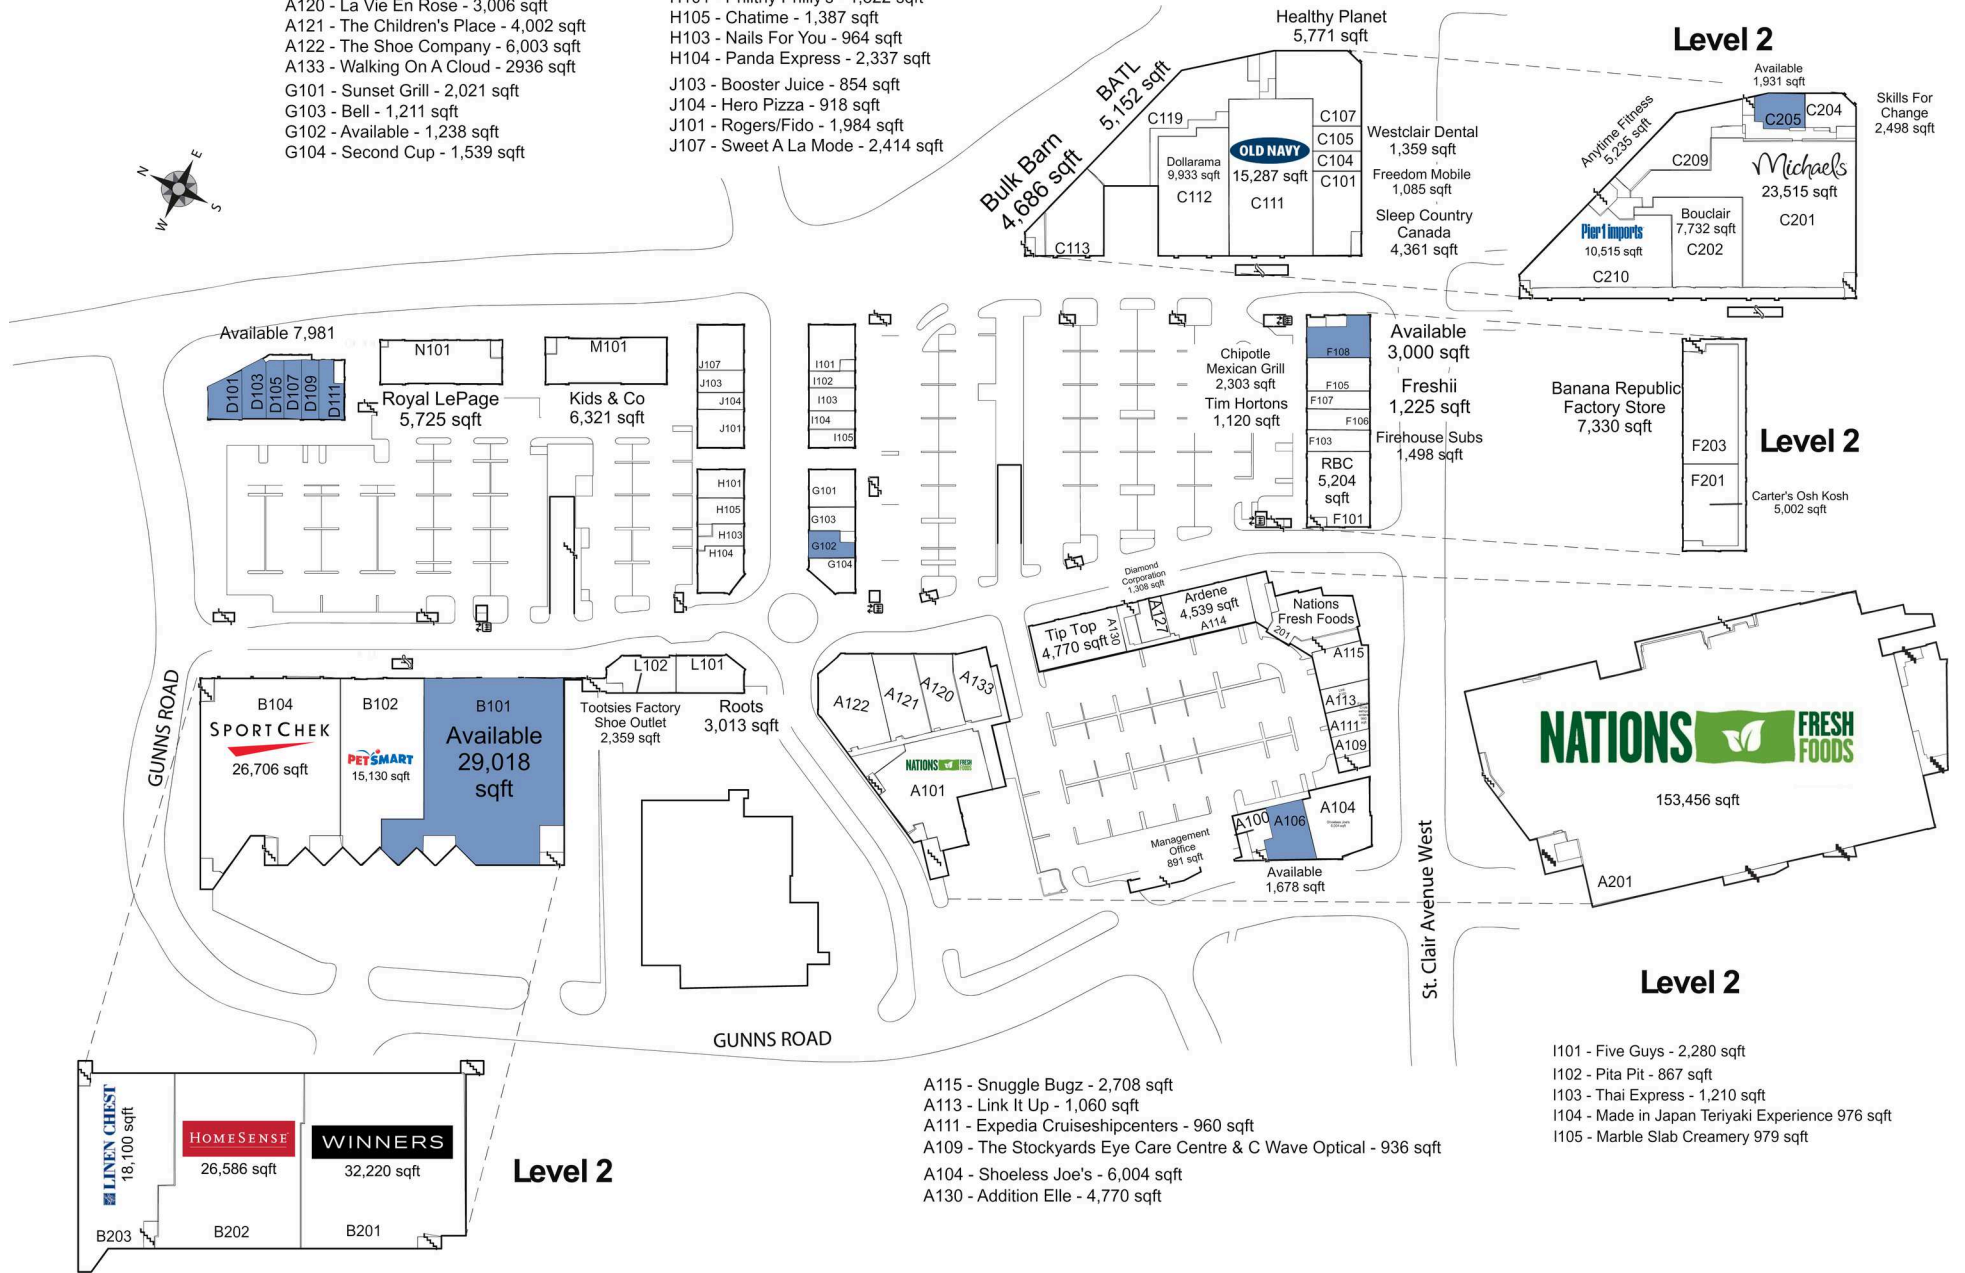 A120 - La Vie En Rose - 3,006 sqft
A121 - The Children's Place - 4,002 sqft
A122 - The Shoe Company - 6,003 sqft
A133 - Walking On A Cloud - 2936 sqft
G101 - Sunset Grill - 2,021 sqft
G103 - Bell - 1,211 sqft
G102 - Available - 1,238 sqft
G104 - Second Cup - 1,539 sqft
H105 - Chatime - 1,387 sqft
H103 - Nails For You - 964 sqft
H104 - Panda Express - 2,337 sqft
J103 - Booster Juice - 854 sqft
J104 - Hero Pizza - 918 sqft
J101 - Rogers/Fido - 1,984 sqft
J107 - Sweet A La Mode - 2,414 sqft
N
E
W
S
Healthy Planet
5,771 sqft
BATL
5,152 sqft
Bulk Barn
4,686 sqft
C119
Dollarama
9,933 sqft
C112
OLD NAVY
15,287 sqft
C111
C107
C105
C104
C101
C113
Westclair Dental
1,359 sqft
Freedom Mobile
1,085 sqft
Sleep Country
Canada
4,361 sqft
Level 2
Available
1,931 sqft
C205
C204
Skills For
Change
2,498 sqft
Anytime Fitness
5,235 sqft
C209
Michaels
23,515 sqft
C201
Bouclair
7,732 sqft
C202
Pier 1 imports
10,515 sqft
C210
Available 7,981
D101
D103
D105
D107
D109
D111
N101
Royal LePage
5,725 sqft
M101
Kids & Co
6,321 sqft
J107
J103
J104
J101
I101
I102
I103
I104
I105
H101
H105
H103
H104
G101
G103
G102
G104
Chipotle
Mexican Grill
2,303 sqft
Tim Hortons
1,120 sqft
F108
F105
F107
F106
F103
RBC
5,204
sqft
F101
Available
3,000 sqft
Freshii
1,225 sqft
Firehouse Subs
1,498 sqft
Banana Republic
Factory Store
7,330 sqft
F203
F201
Level 2
Carter's Osh Kosh
5,002 sqft
GUNNS ROAD
B104
SPORTCHEK
26,706 sqft
B102
PETSMART
15,130 sqft
B101
Available
29,018
sqft
L102
L101
Tootsies Factory
Shoe Outlet
2,359 sqft
Roots
3,013 sqft
A122
A121
A120
A133
NATIONS FRESH FOODS
A101
Diamond
Corporation
1,308 sqft
Tip Top
4,770 sqft
A130
A127
Ardene
4,539 sqft
A114
Nations
Fresh Foods
201
A115
A113
A111
A109
A104
A100
A106
Management
Office
891 sqft
Available
1,678 sqft
St. Clair Avenue West
NATIONS FRESH FOODS
153,456 sqft
A201
Level 2
GUNNS ROAD
LINEN CHEST
18,100 sqft
B203
HOMESENSE
26,586 sqft
B202
WINNERS
32,220 sqft
B201
Level 2
A115 - Snuggle Bugz - 2,708 sqft
A113 - Link It Up - 1,060 sqft
A111 - Expedia Cruiseshipcenters - 960 sqft
A109 - The Stockyards Eye Care Centre & C Wave Optical - 936 sqft
A104 - Shoeless Joe's - 6,004 sqft
A130 - Addition Elle - 4,770 sqft
I101 - Five Guys - 2,280 sqft
I102 - Pita Pit - 867 sqft
I103 - Thai Express - 1,210 sqft
I104 - Made in Japan Teriyaki Experience 976 sqft
I105 - Marble Slab Creamery 979 sqft